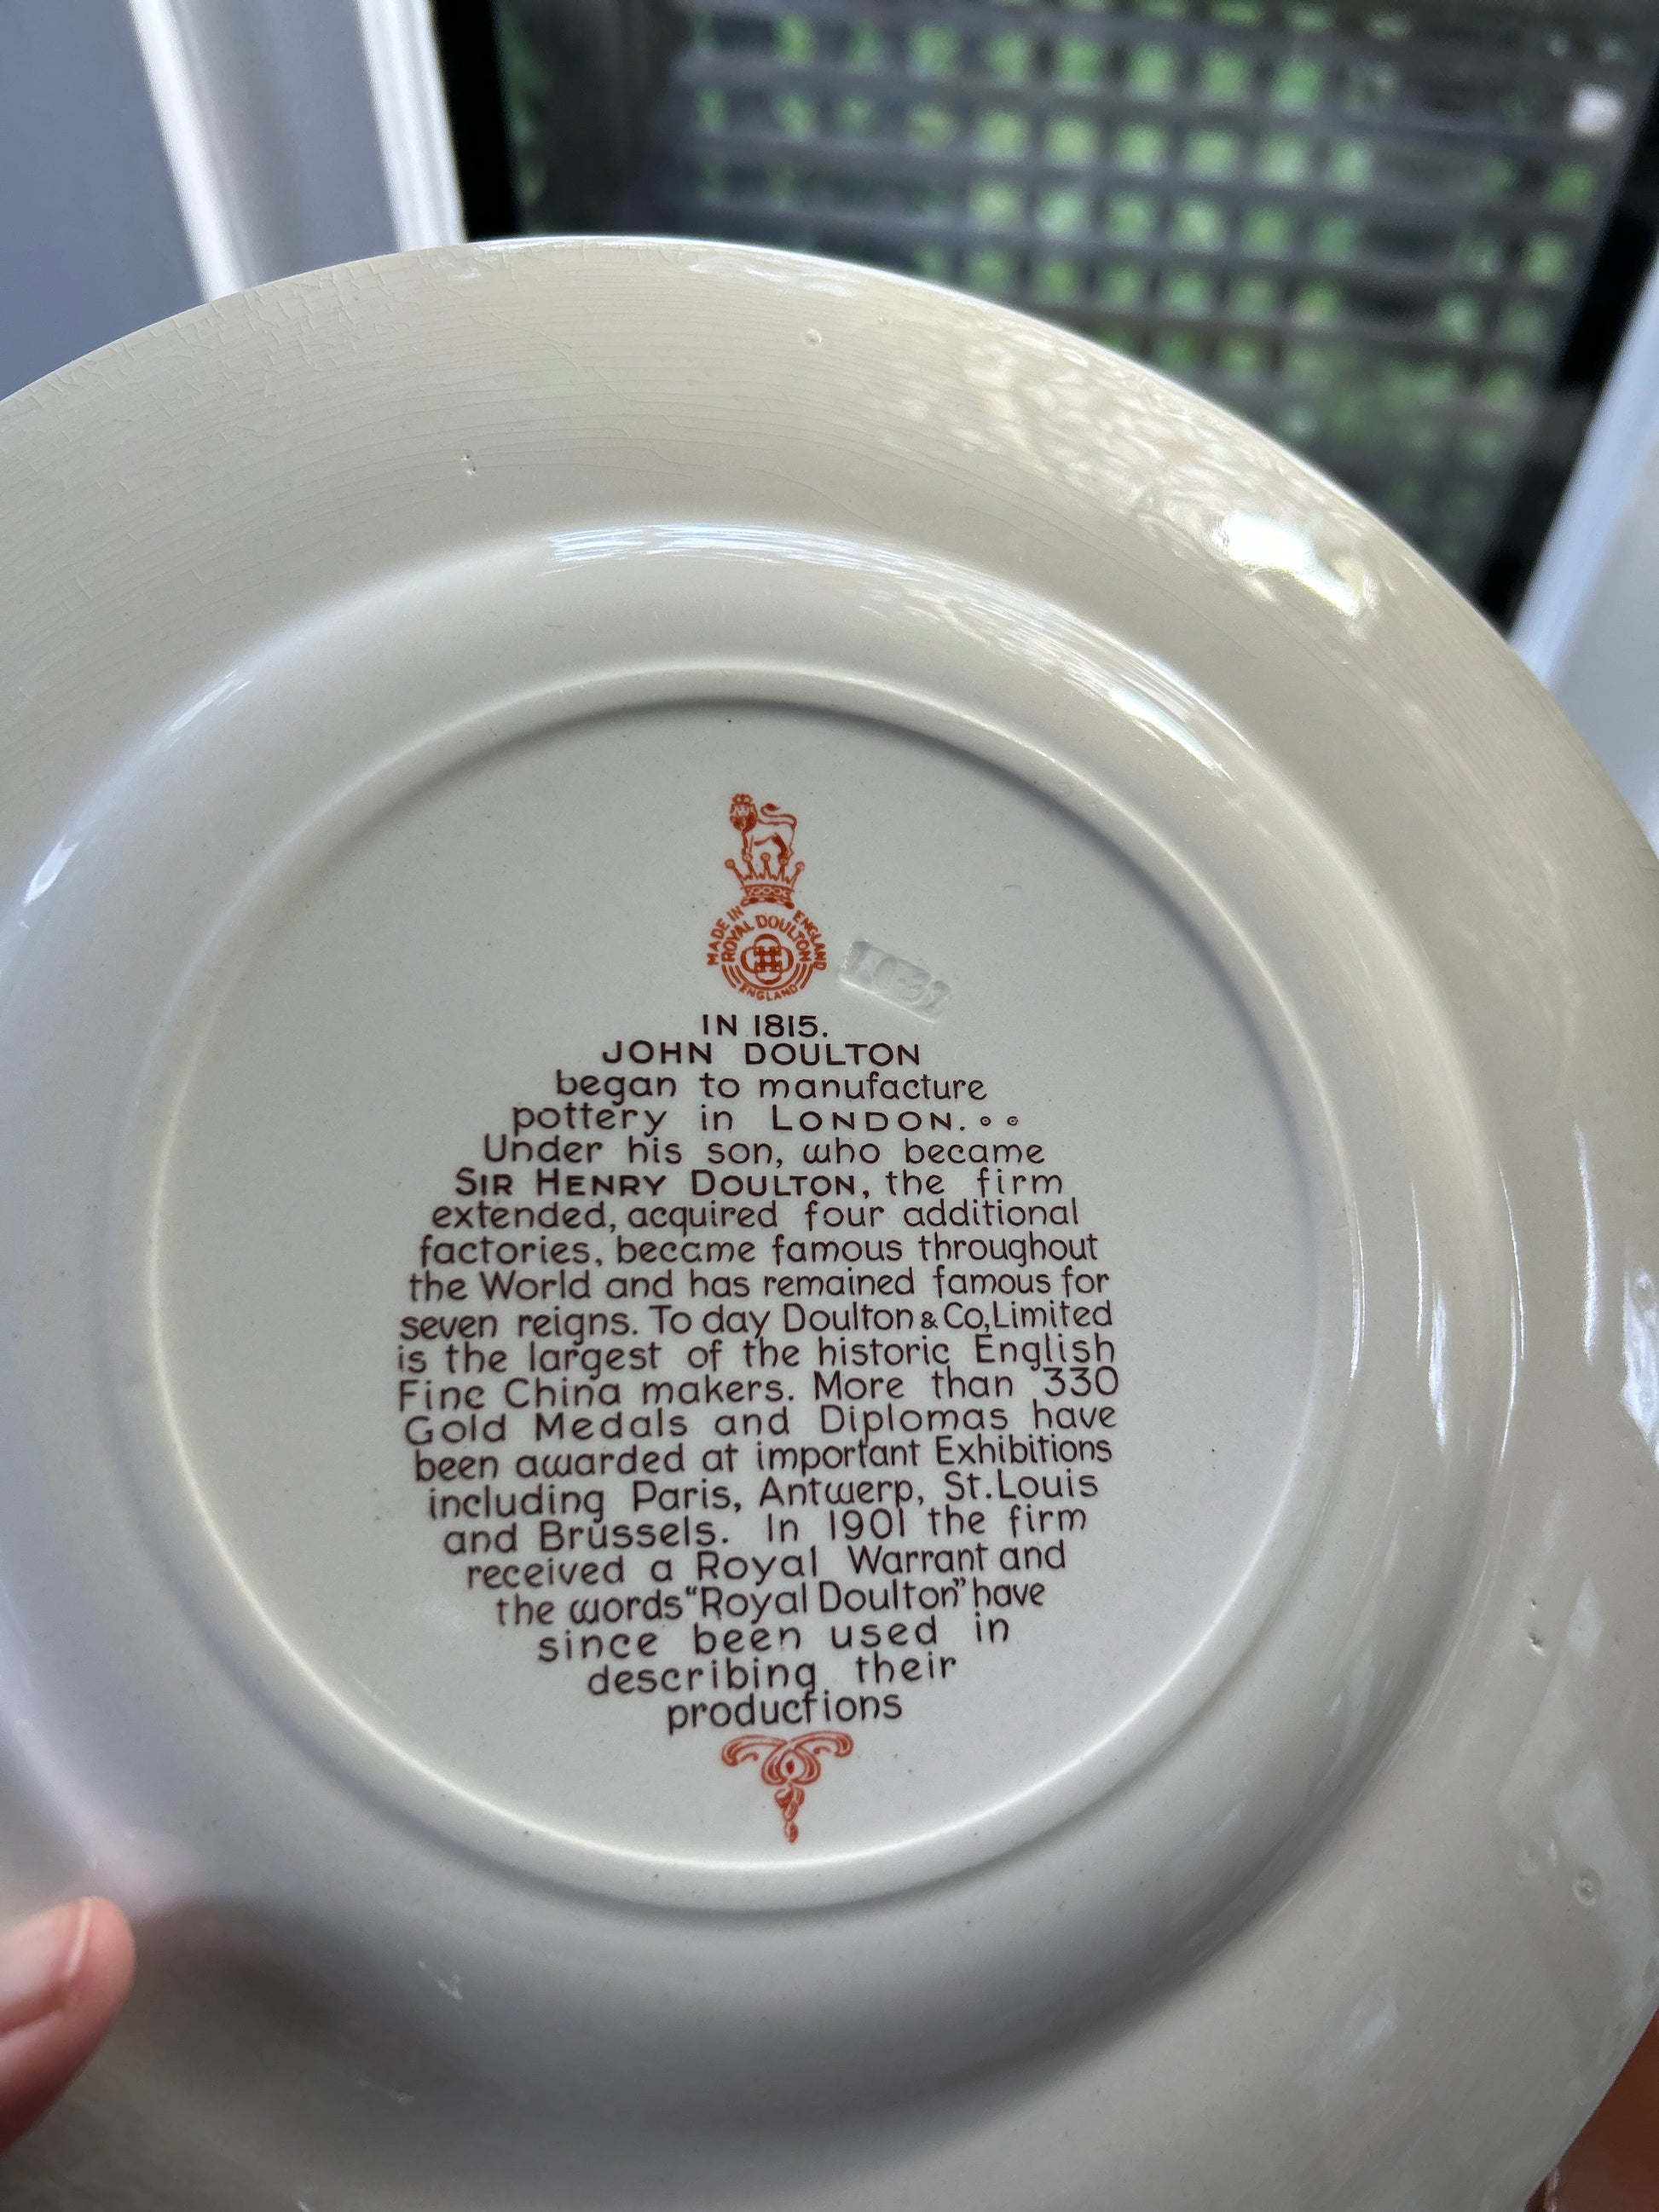 MADE IN ENGLAND
ROYAL DOULTON
ENGLAND
IN 1815.
JOHN DOULTON
began to manufacture
pottery in LONDON. • •
Under his son, who became
SIR HENRY DOULTON, the firm
extended, acquired four additional
factories, became famous throughout
the World and has remained famous for
seven reigns. To day Doulton & Co, Limited
is the largest of the historic English
Fine China makers. More than 330
Gold Medals and Diplomas have
been awarded at important Exhibitions
including Paris, Antwerp, St. Louis
and Brussels. In 1901 the firm
received a Royal Warrant and
the words "Royal Doulton" have
since been used in
describing their
productions